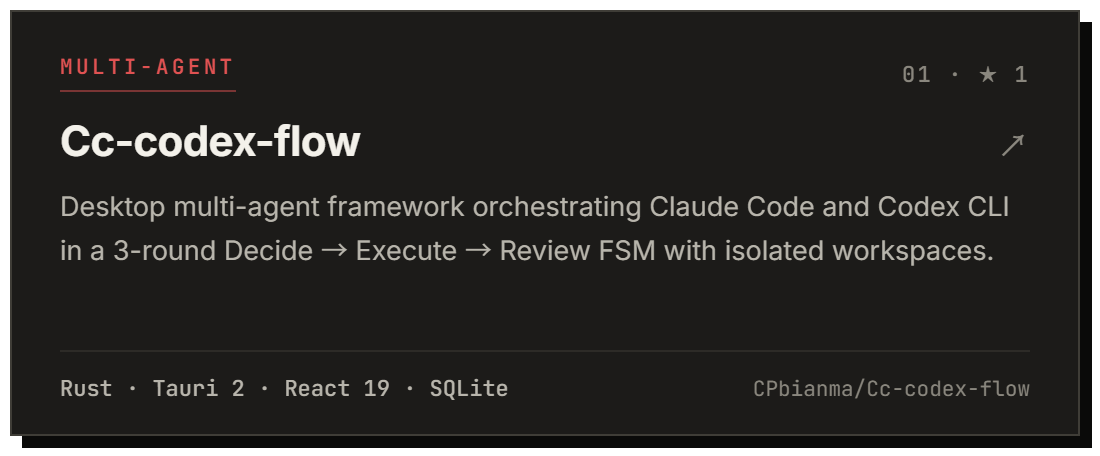 MULTI-AGENT
01 · ★ 1
Cc-codex-flow
↗
Desktop multi-agent framework orchestrating Claude Code and Codex CLI
in a 3-round Decide → Execute → Review FSM with isolated workspaces.
Rust · Tauri 2 · React 19 · SQLite
CPbianma/Cc-codex-flow